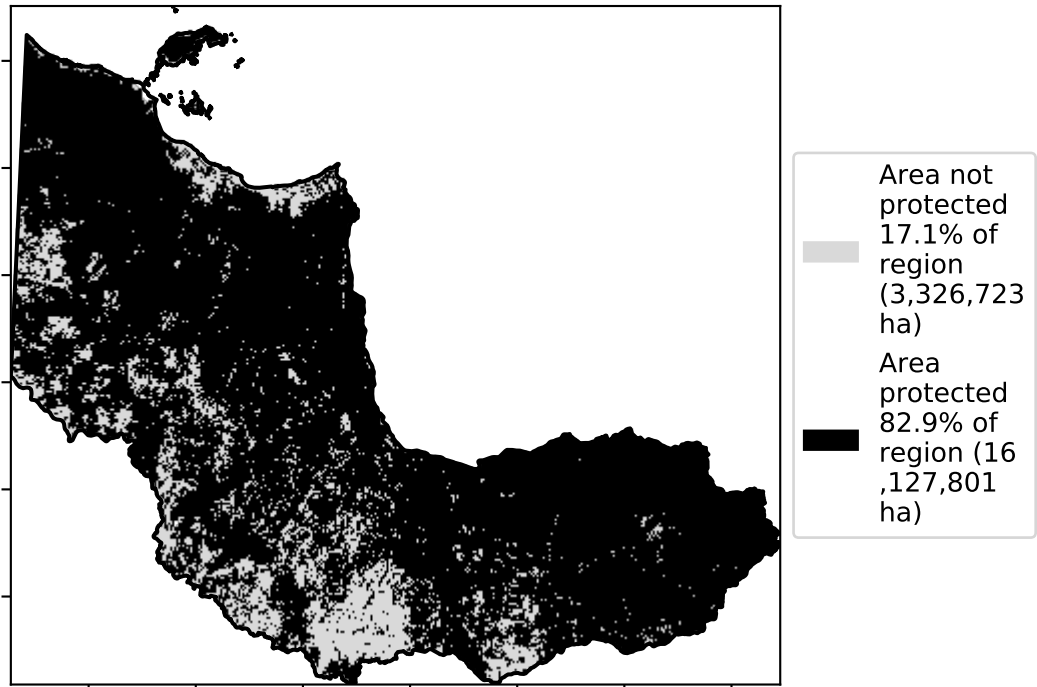 Area not
protected
17.1% of
region
(3,326,723
ha)
Area
protected
82.9% of
region (16
,127,801
ha)